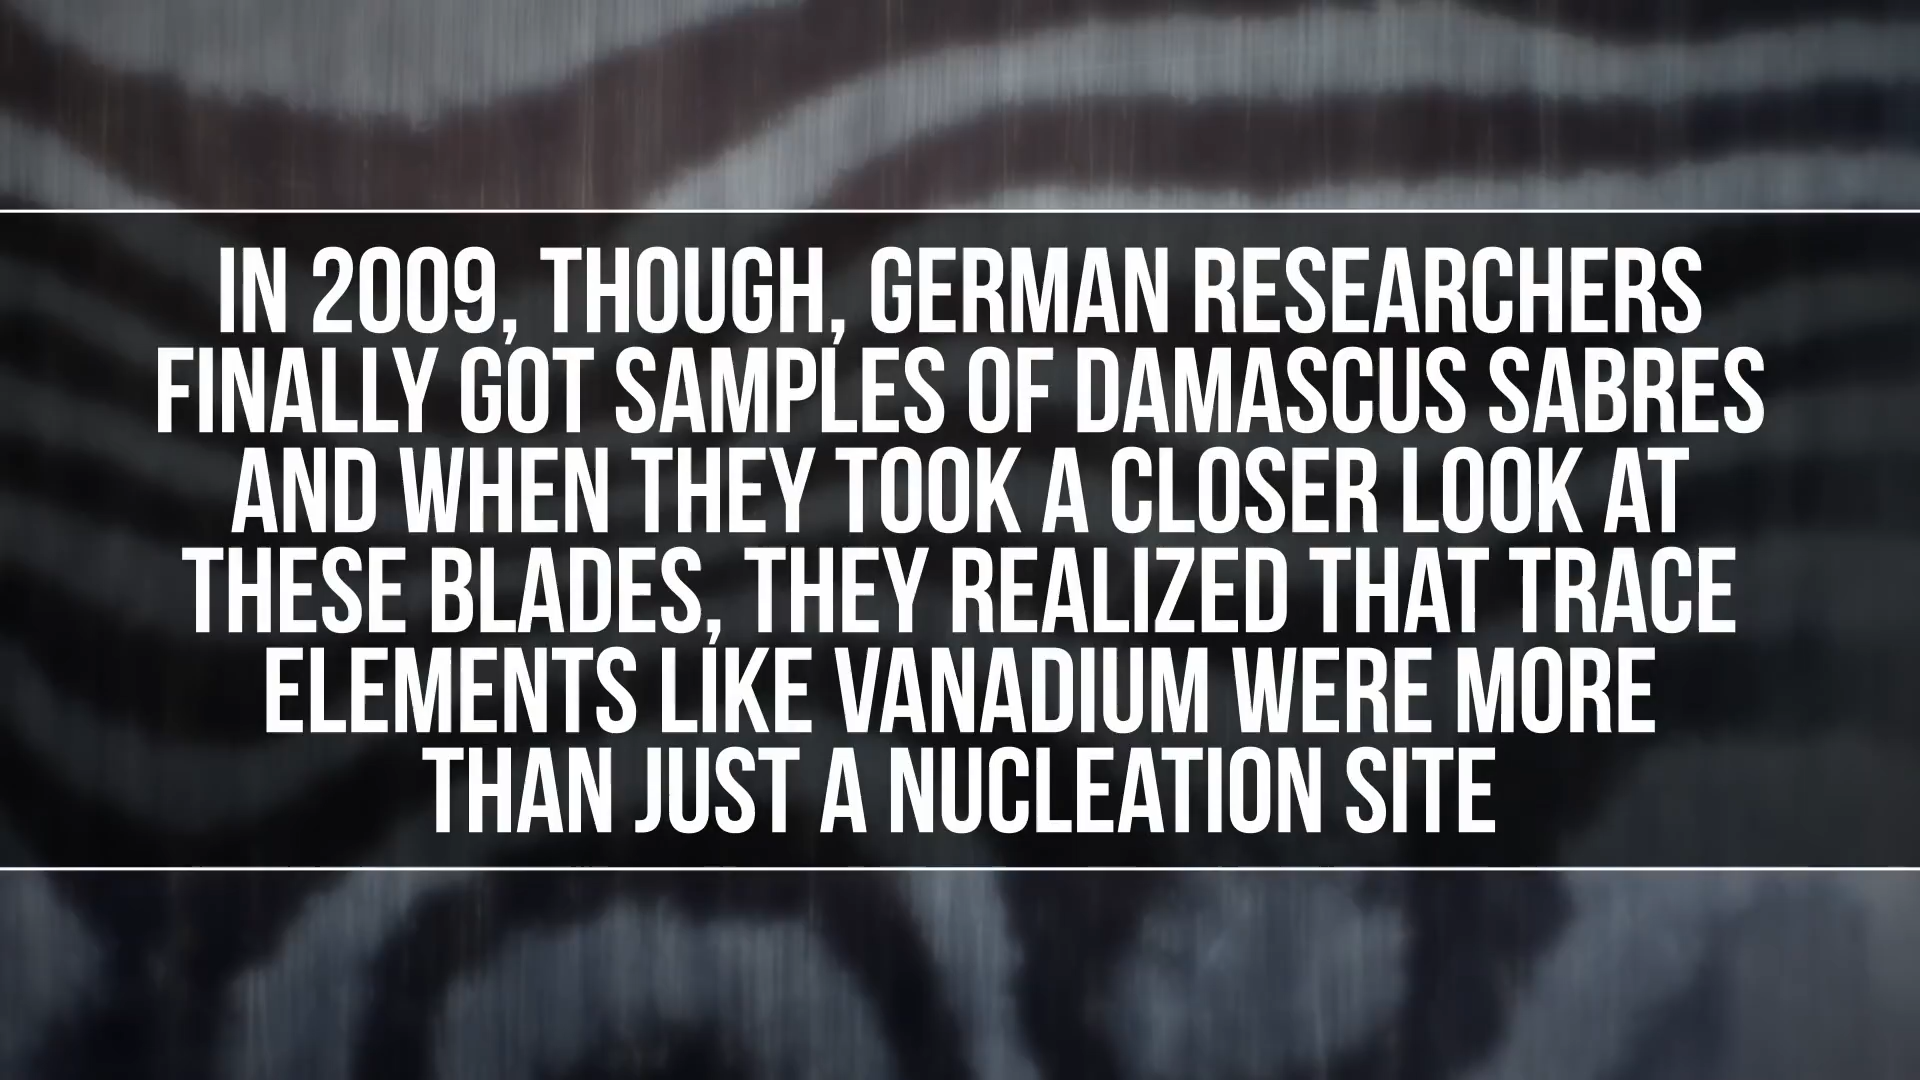 IN 2009, THOUGH, GERMAN RESEARCHERS
FINALLY GOT SAMPLES OF DAMASCUS SABRES
AND WHEN THEY TOOK A CLOSER LOOK AT
THESE BLADES, THEY REALIZED THAT TRACE
ELEMENTS LIKE VANADIUM WERE MORE
THAN JUST A NUCLEATION SITE